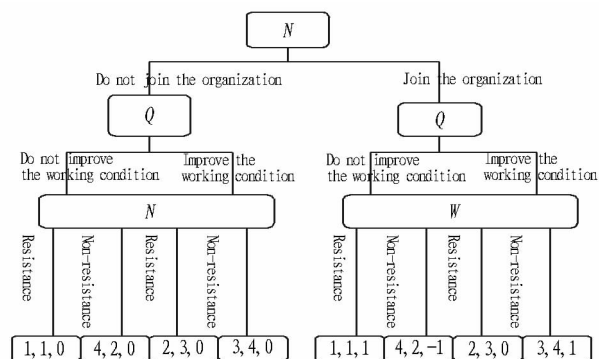 N
Do not join the organization
Join the organization
Q
Q
Do not improve
the working condition
Improve the
working condition
Do not improve
the working condition
Improve the
working condition
N
W
Resistance
Non-resistance
Resistance
Non-resistance
Resistance
Non-resistance
Resistance
Non-resistance
1, 1, 0
4, 2, 0
2, 3, 0
3, 4, 0
1, 1, 1
4, 2, -1
2, 3, 0
3, 4, 1